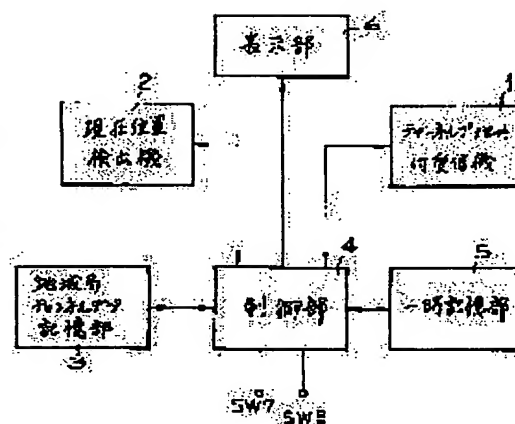 6
表示部
2
現在位置
検出機
1
チャンネルプリセット
付受信機
地域局
チャンネルデータ
記憶部
3
4
制御部
5
一時記憶部
SW7
SW8